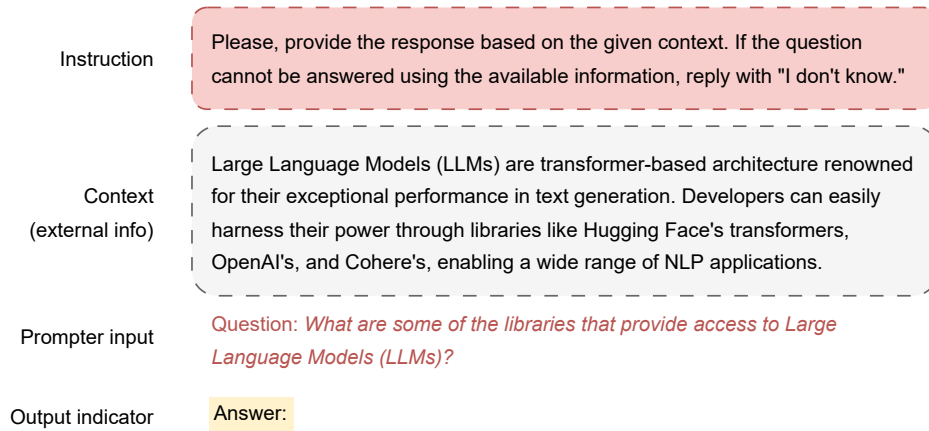 Instruction
Please, provide the response based on the given context. If the question
cannot be answered using the available information, reply with "I don't know."
Context
(external info)
Large Language Models (LLMs) are transformer-based architecture renowned
for their exceptional performance in text generation. Developers can easily
harness their power through libraries like Hugging Face's transformers,
OpenAI's, and Cohere's, enabling a wide range of NLP applications.
Prompter input
Question: What are some of the libraries that provide access to Large
Language Models (LLMs)?
Output indicator
Answer: